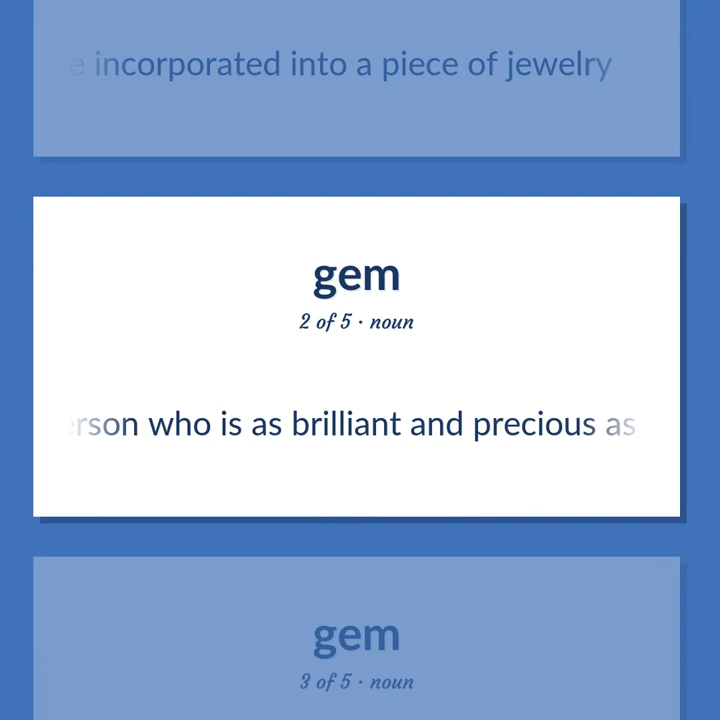 e incorporated into a piece of jewelry
gem
2 of 5 · noun
erson who is as brilliant and precious as
gem
3 of 5 · noun